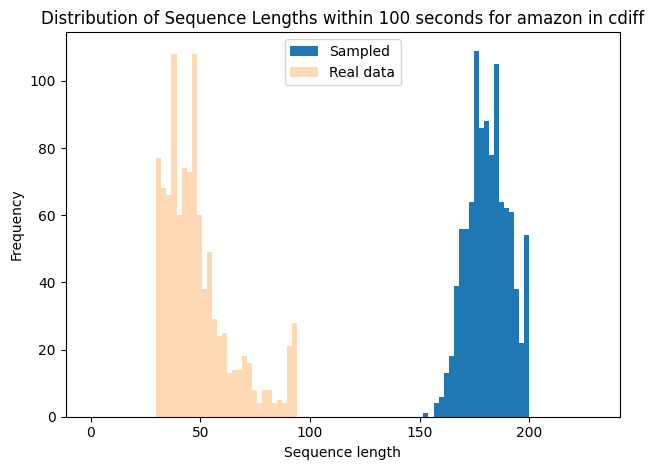 Distribution of Sequence Lengths within 100 seconds for amazon in cdiff
Sampled
Real data
Frequency
100
80
60
40
20
0
0 50 100 150 200
Sequence length